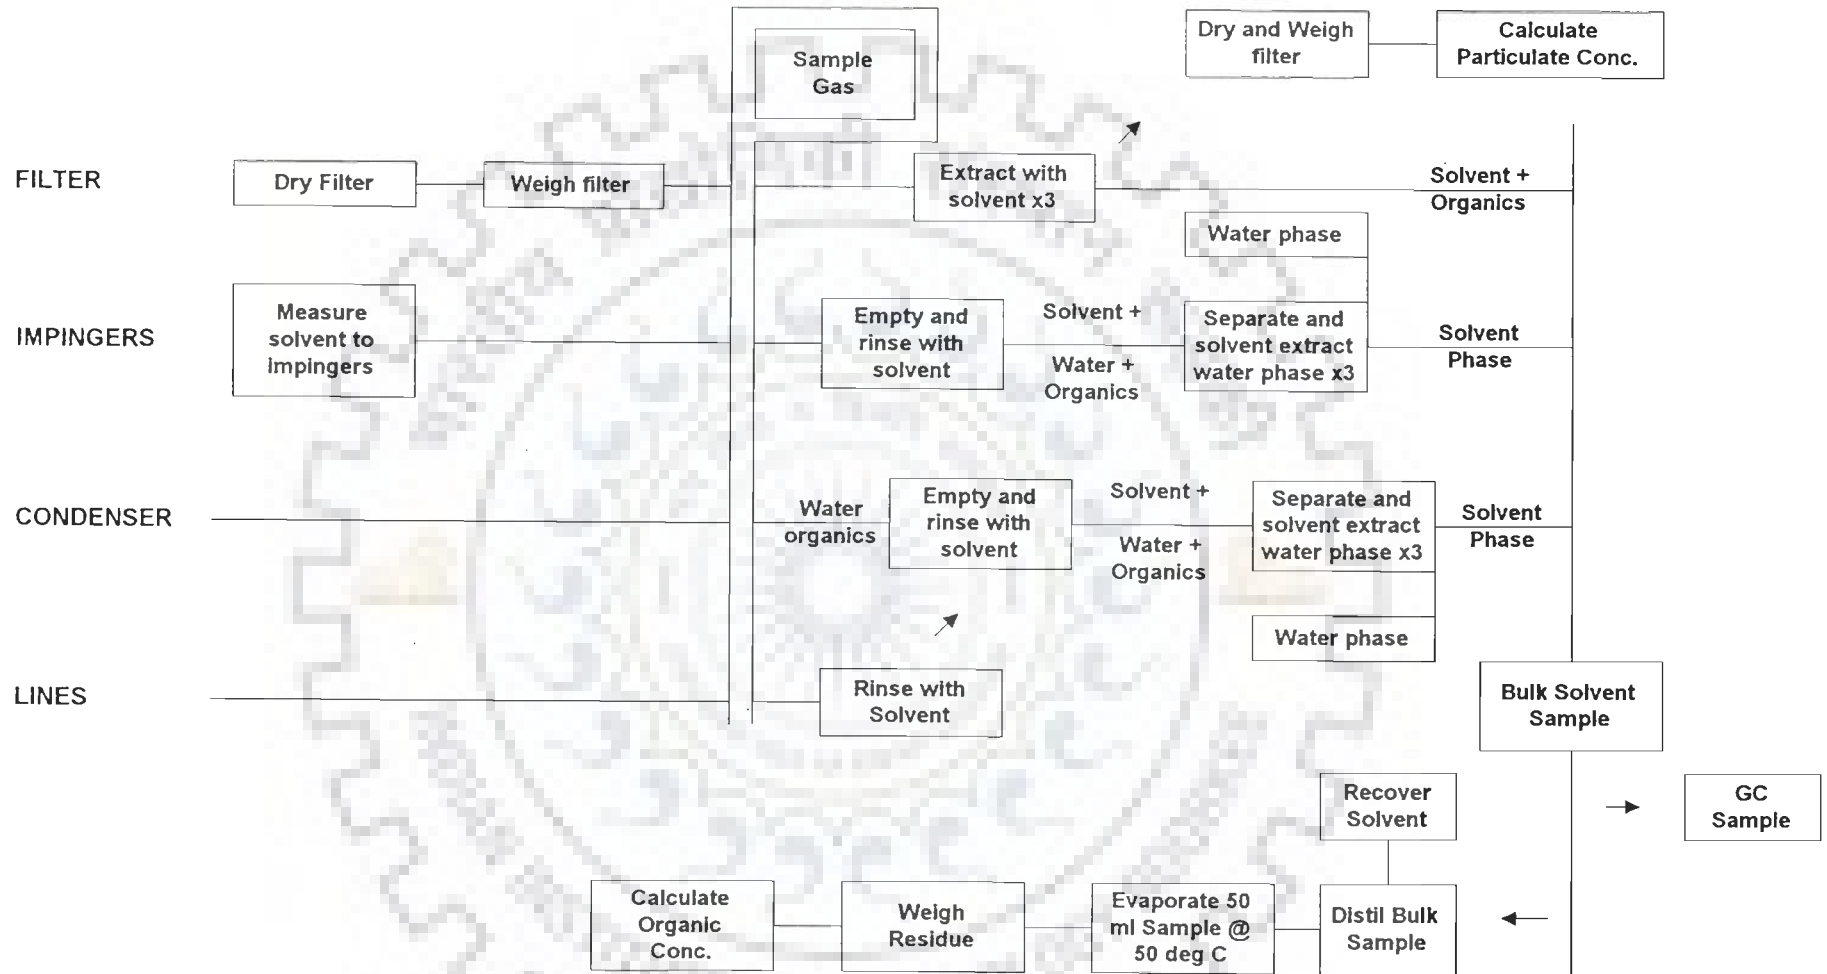 Sample
Gas
Dry and Weigh
filter
Calculate
Particulate Conc.
FILTER
Dry Filter
Weigh filter
Extract with
solvent x3
Solvent +
Organics
Water phase
IMPINGERS
Measure
solvent to
impingers
Empty and
rinse with
solvent
Solvent +
Water +
Organics
Separate and
solvent extract
water phase x3
Solvent
Phase
CONDENSER
Water
organics
Empty and
rinse with
solvent
Solvent +
Water +
Organics
Separate and
solvent extract
water phase x3
Solvent
Phase
Water phase
LINES
Rinse with
Solvent
Bulk Solvent
Sample
Recover
Solvent
GC
Sample
Calculate
Organic
Conc.
Weigh
Residue
Evaporate 50
ml Sample @
50 deg C
Distil Bulk
Sample